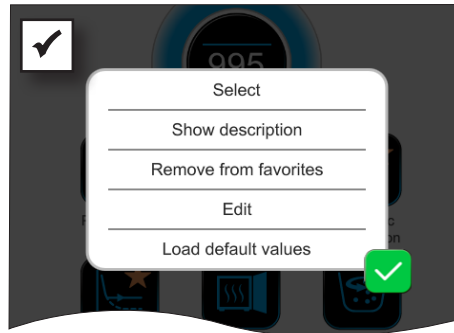 995
Select
Show description
Remove from favorites
Edit
Load default values